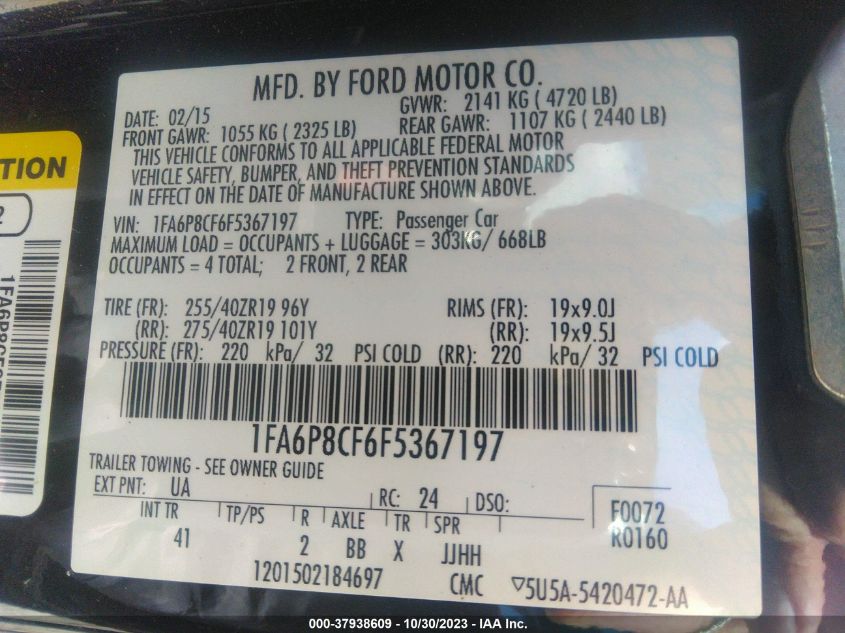 MFD. BY FORD MOTOR CO.
DATE: 02/15 GVWR: 2141 KG ( 4720 LB)
FRONT GAWR: 1055 KG ( 2325 LB) REAR GAWR: 1107 KG ( 2440 LB)
THIS VEHICLE CONFORMS TO ALL APPLICABLE FEDERAL MOTOR
VEHICLE SAFETY, BUMPER, AND THEFT PREVENTION STANDARDS
IN EFFECT ON THE DATE OF MANUFACTURE SHOWN ABOVE.
VIN: 1FA6P8CF6F5367197 TYPE: Passenger Car
MAXIMUM LOAD = OCCUPANTS + LUGGAGE = 303KG/ 668LB
OCCUPANTS = 4 TOTAL; 2 FRONT, 2 REAR
TIRE (FR): 255/40ZR19 96Y RIMS (FR): 19x9.0J
(RR): 275/40ZR19 101Y (RR): 19x9.5J
PRESSURE (FR): 220 kPa/ 32 PSI COLD (RR): 220 kPa/ 32 PSI COLD
1FA6P8CF6F5367197
TRAILER TOWING - SEE OWNER GUIDE
EXT PNT: UA RC: 24 DSO:
INT TR TP/PS R AXLE TR SPR F0072
41 2 BB X JJHH R0160
1201502184697 CMC ▽5U5A-5420472-AA
TION
2
000-37938609 - 10/30/2023 - IAA Inc.